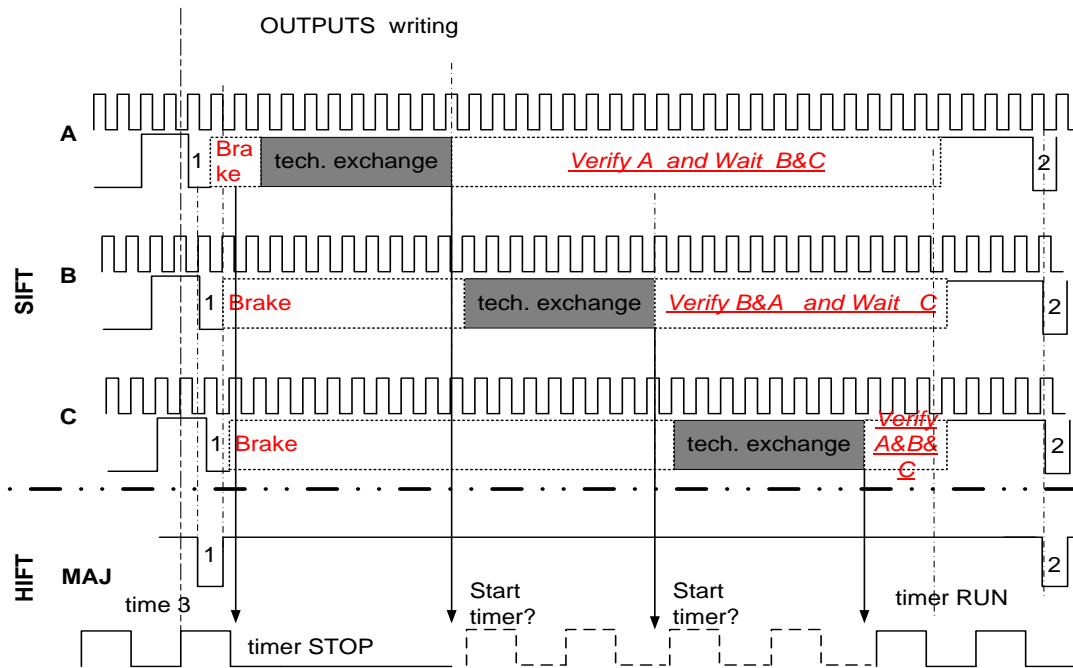 OUTPUTS writing
A
1
Bra
ke
tech. exchange
Verify A and Wait B&C
2
SIFT
B
1
Brake
tech. exchange
Verify B&A and Wait C
2
C
1
Brake
tech. exchange
Verify
A&B&
C
2
HIFT
MAJ
1
2
time 3
Start
timer?
Start
timer?
timer RUN
timer STOP